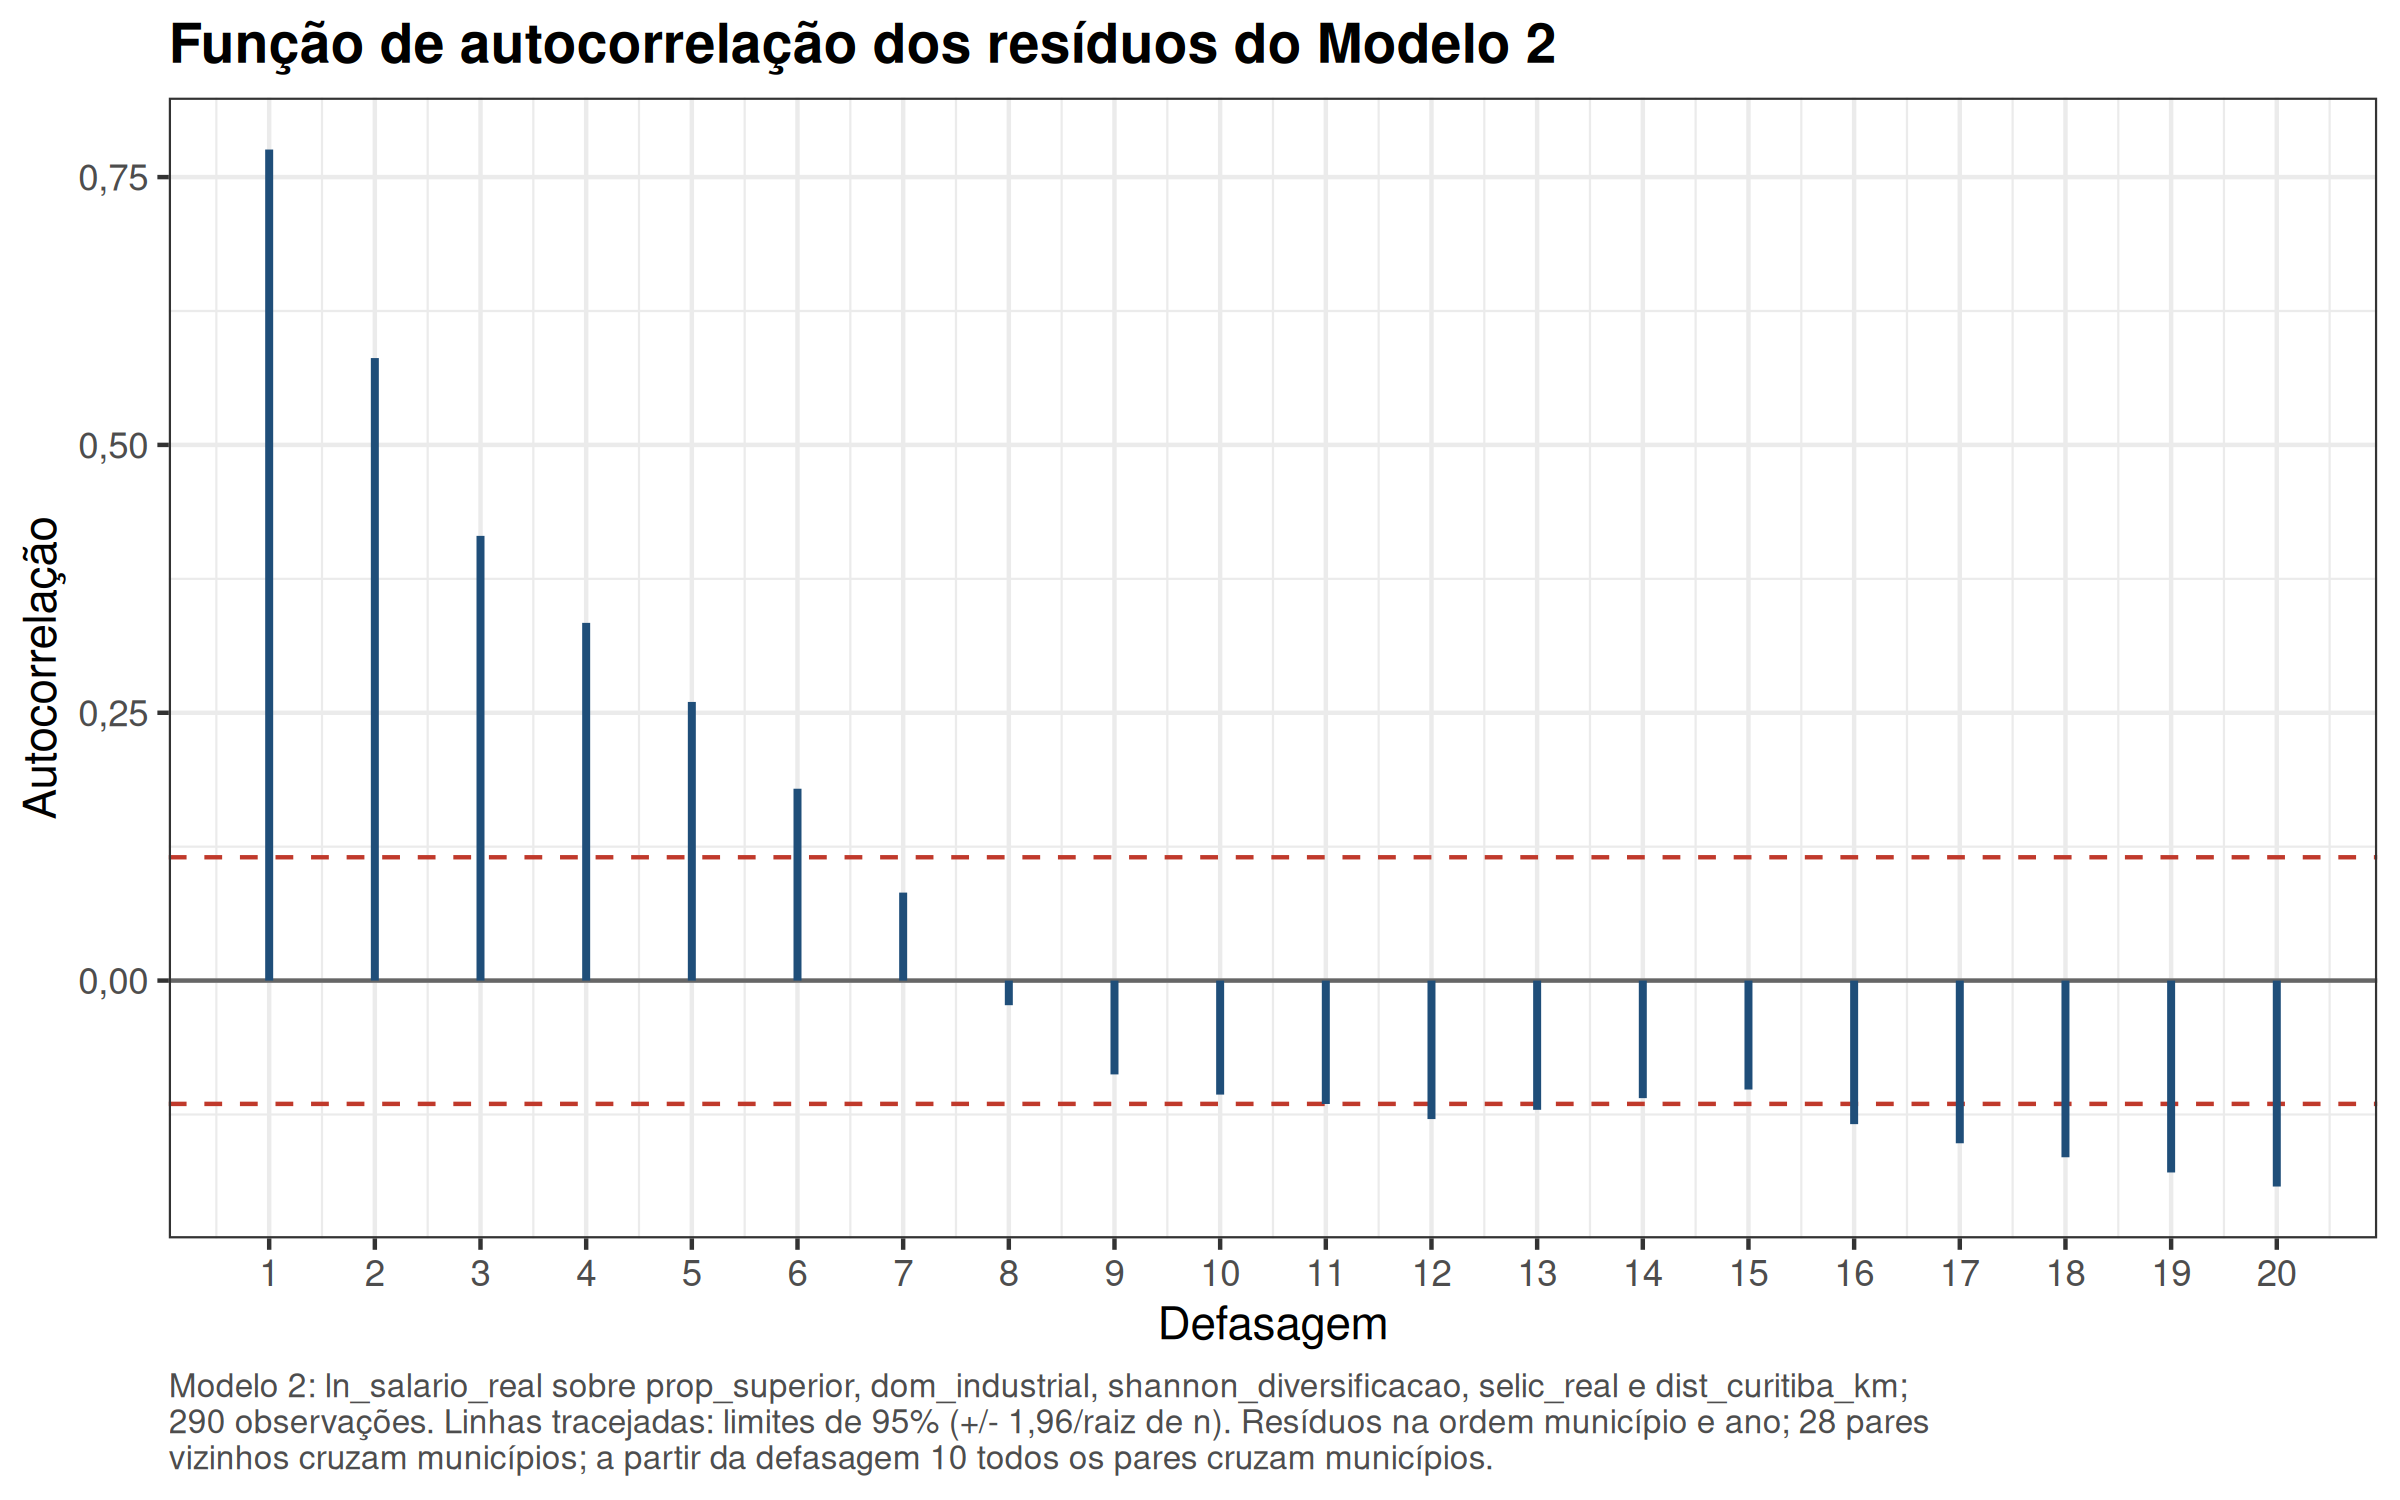 Função de autocorrelação dos resíduos do Modelo 2
Autocorrelação
0,75
0,50
0,25
0,00
1 2 3 4 5 6 7 8 9 10 11 12 13 14 15 16 17 18 19 20
Defasagem
Modelo 2: ln_salario_real sobre prop_superior, dom_industrial, shannon_diversificacao, selic_real e dist_curitiba_km;
290 observações. Linhas tracejadas: limites de 95% (+/- 1,96/raiz de n). Resíduos na ordem município e ano; 28 pares
vizinhos cruzam municípios; a partir da defasagem 10 todos os pares cruzam municípios.